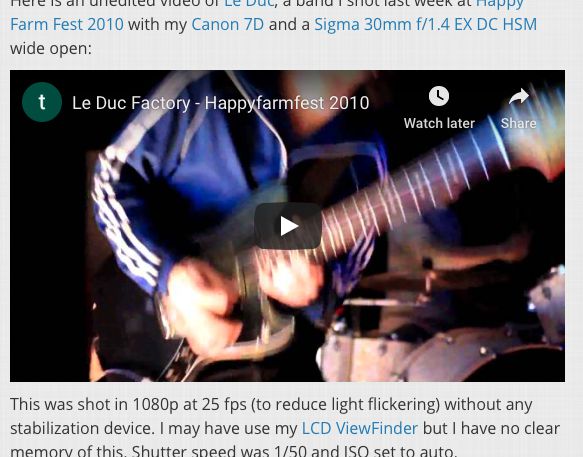 Here is an unedited video of Le Duc, a band I shot last week at Happy
Farm Fest 2010 with my Canon 7D and a Sigma 30mm f/1.4 EX DC HSM
wide open:
t
Le Duc Factory - Happyfarmfest 2010
Watch later
Share
This was shot in 1080p at 25 fps (to reduce light flickering) without any
stabilization device. I may have use my LCD ViewFinder but I have no clear
memory of this. Shutter speed was 1/50 and ISO set to auto.